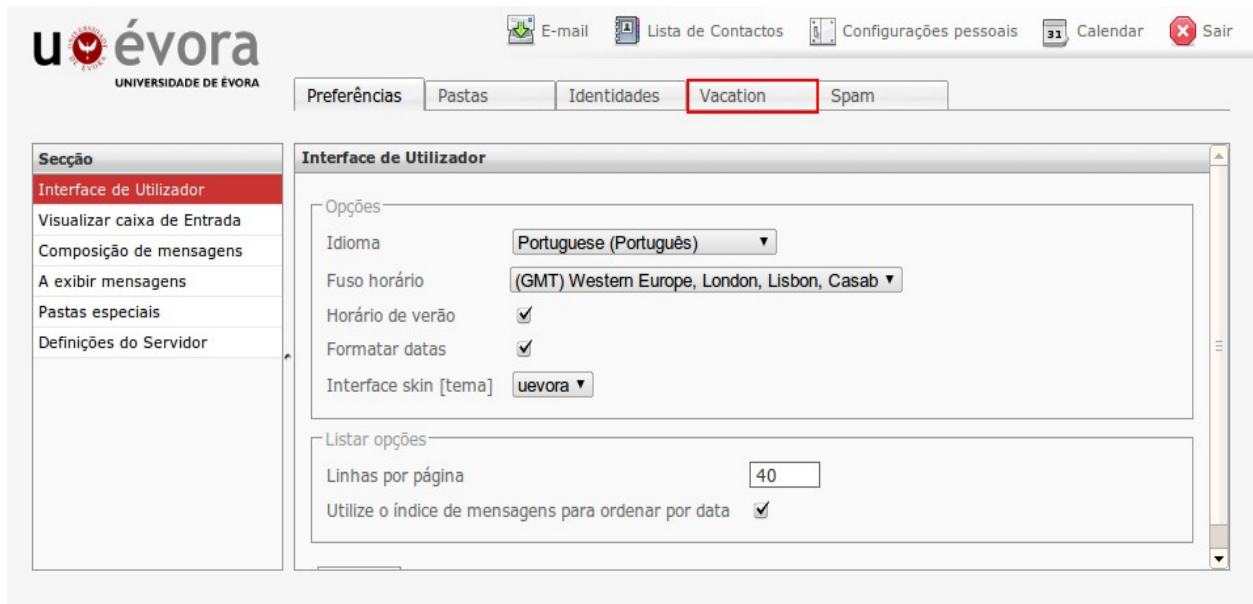 E-mail Lista de Contactos Configurações pessoais 31 Calendar Sair
uévora
UNIVERSIDADE DE ÉVORA
Preferências Pastas Identidades Vacation Spam
Secção
Interface de Utilizador
Visualizar caixa de Entrada
Composição de mensagens
A exibir mensagens
Pastas especiais
Definições do Servidor
Interface de Utilizador
Opções
Idioma Portuguese (Português)
Fuso horário (GMT) Western Europe, London, Lisbon, Casab
Horário de verão
Formatar datas
Interface skin [tema] uevora
Listar opções
Linhas por página 40
Utilize o índice de mensagens para ordenar por data